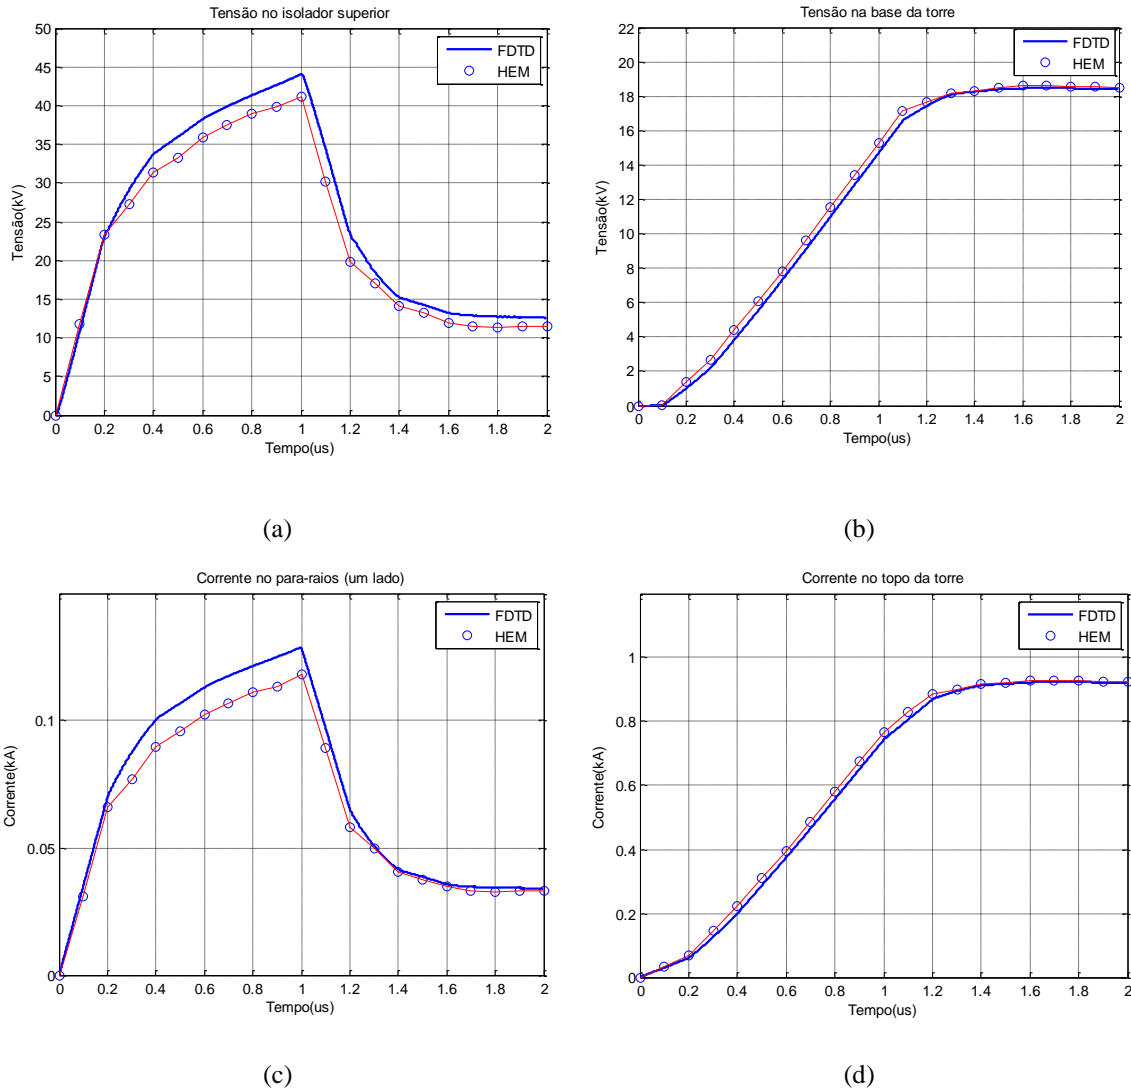 Tensão no isolador superior
50
45
40
35
30
25
20
15
10
5
0
Tensão(kV)
FDTD
HEM
0 0.2 0.4 0.6 0.8 1 1.2 1.4 1.6 1.8 2
Tempo(us)
(a)
Tensão na base da torre
22
20
18
16
14
12
10
8
6
4
2
0
Tensão(kV)
FDTD
HEM
0 0.2 0.4 0.6 0.8 1 1.2 1.4 1.6 1.8 2
Tempo(us)
(b)
Corrente no para-raios (um lado)
0.1
0.05
0
Corrente(kA)
FDTD
HEM
0 0.2 0.4 0.6 0.8 1 1.2 1.4 1.6 1.8 2
Tempo(us)
(c)
Corrente no topo da torre
1
0.8
0.6
0.4
0.2
0
Corrente(kA)
FDTD
HEM
0 0.2 0.4 0.6 0.8 1 1.2 1.4 1.6 1.8 2
Tempo(us)
(d)